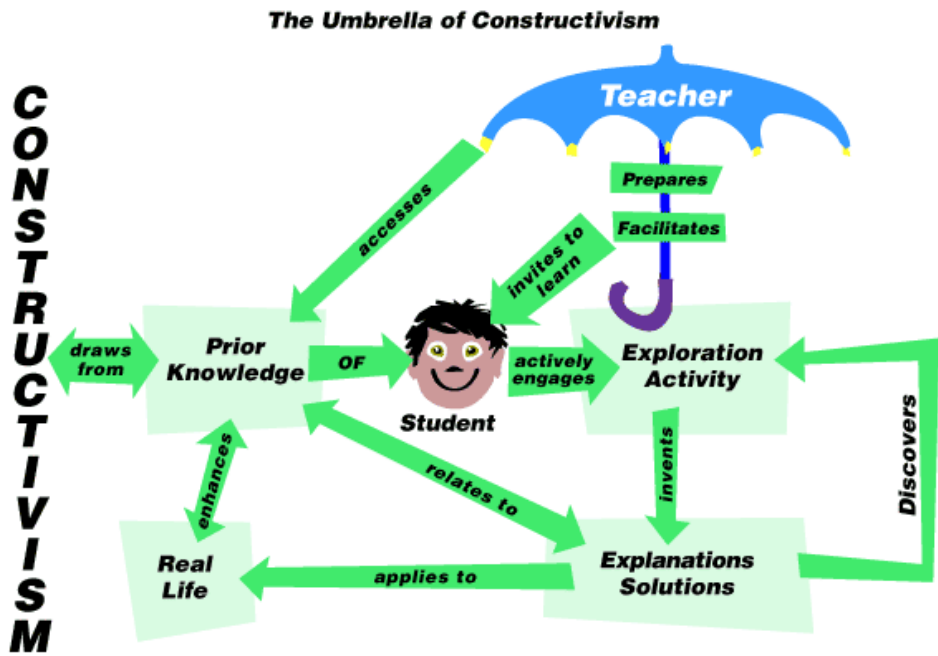 The Umbrella of Constructivism
CONSTRUCTIVISM
Teacher
Prepares
Facilitates
accesses
invites to
learn
draws
from
Prior
Knowledge
OF
Student
actively
engages
Exploration
Activity
enhances
relates to
invents
Discovers
Real
Life
applies to
Explanations
Solutions